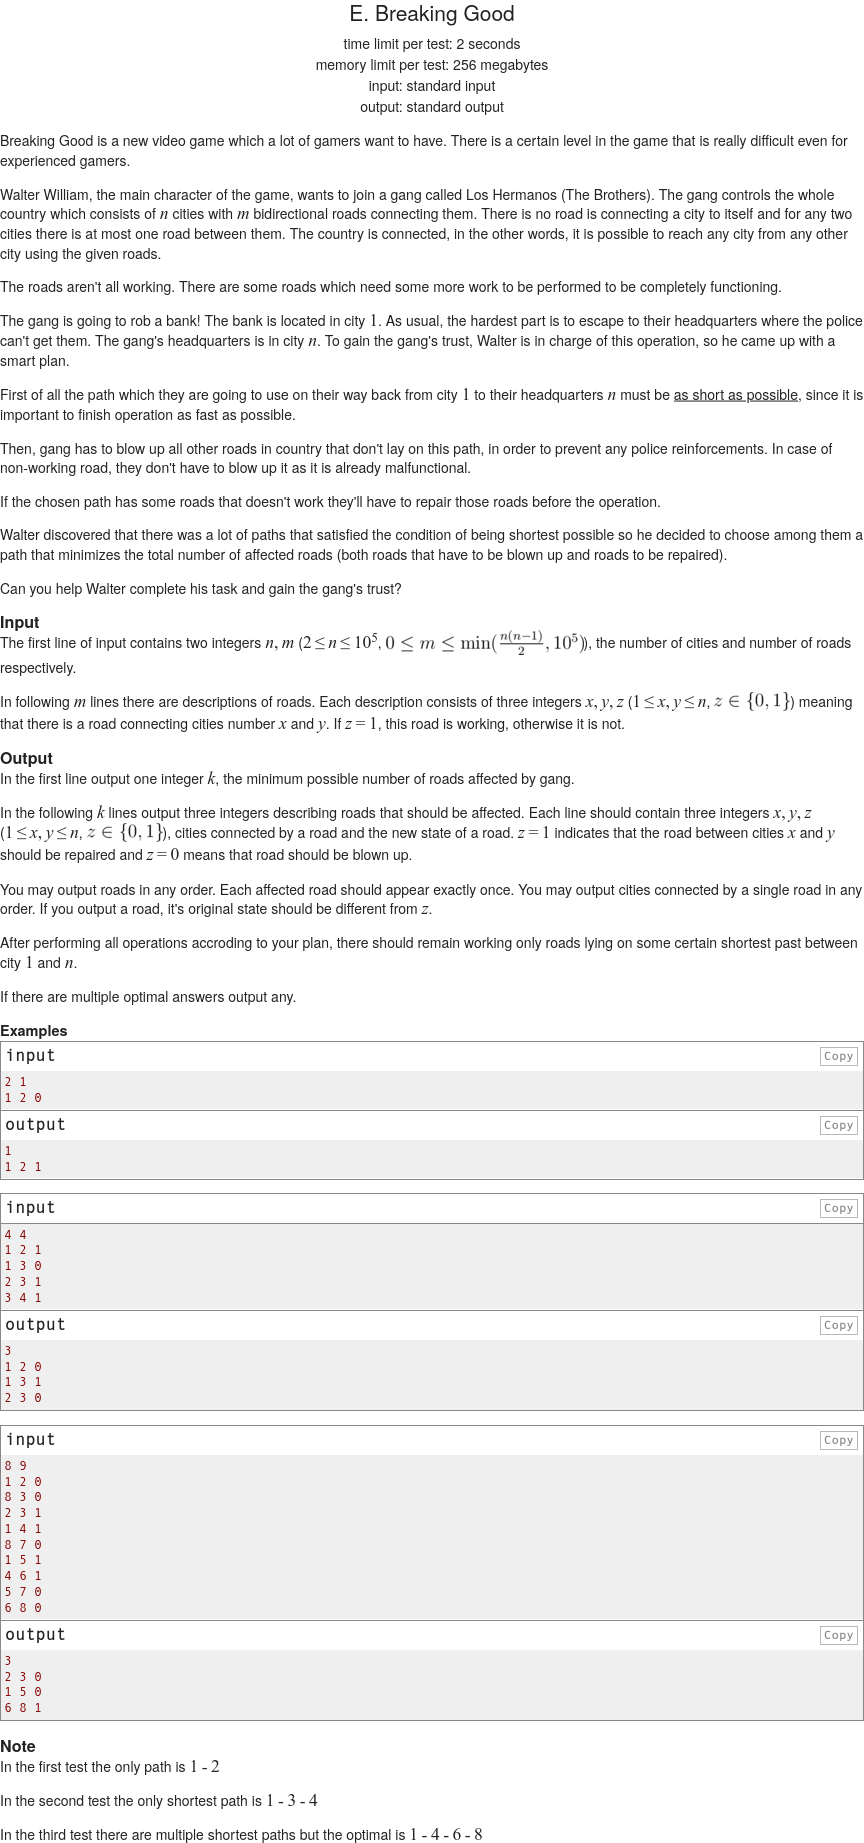 E. Breaking Good
time limit per test: 2 seconds
memory limit per test: 256 megabytes
input: standard input
output: standard output
Breaking Good is a new video game which a lot of gamers want to have. There is a certain level in the game that is really difficult even for
experienced gamers.
Walter William, the main character of the game, wants to join a gang called Los Hermanos (The Brothers). The gang controls the whole
country which consists of n cities with m bidirectional roads connecting them. There is no road is connecting a city to itself and for any two
cities there is at most one road between them. The country is connected, in the other words, it is possible to reach any city from any other
city using the given roads.
The roads aren't all working. There are some roads which need some more work to be performed to be completely functioning.
The gang is going to rob a bank! The bank is located in city 1. As usual, the hardest part is to escape to their headquarters where the police
can't get them. The gang's headquarters is in city n. To gain the gang's trust, Walter is in charge of this operation, so he came up with a
smart plan.
First of all the path which they are going to use on their way back from city 1 to their headquarters n must be as short as possible, since it is
important to finish operation as fast as possible.
Then, gang has to blow up all other roads in country that don't lay on this path, in order to prevent any police reinforcements. In case of
non-working road, they don't have to blow up it as it is already malfunctional.
If the chosen path has some roads that doesn't work they'll have to repair those roads before the operation.
Walter discovered that there was a lot of paths that satisfied the condition of being shortest possible so he decided to choose among them a
path that minimizes the total number of affected roads (both roads that have to be blown up and roads to be repaired).
Can you help Walter complete his task and gain the gang's trust?
Input
The first line of input contains two integers n, m (2 ≤ n ≤ 10^5, 0 ≤ m ≤ min(n(n−1)/2, 10^5)), the number of cities and number of roads
respectively.
In following m lines there are descriptions of roads. Each description consists of three integers x, y, z (1 ≤ x, y ≤ n, z ∈ {0, 1}) meaning
that there is a road connecting cities number x and y. If z = 1, this road is working, otherwise it is not.
Output
In the first line output one integer k, the minimum possible number of roads affected by gang.
In the following k lines output three integers describing roads that should be affected. Each line should contain three integers x, y, z
(1 ≤ x, y ≤ n, z ∈ {0, 1}), cities connected by a road and the new state of a road. z = 1 indicates that the road between cities x and y
should be repaired and z = 0 means that road should be blown up.
You may output roads in any order. Each affected road should appear exactly once. You may output cities connected by a single road in any
order. If you output a road, it's original state should be different from z.
After performing all operations accroding to your plan, there should remain working only roads lying on some certain shortest past between
city 1 and n.
If there are multiple optimal answers output any.
Examples
input Copy
2 1
1 2 0
output Copy
1
1 2 1
input Copy
4 4
1 2 1
1 3 0
2 3 1
3 4 1
output Copy
3
1 2 0
1 3 1
2 3 0
input Copy
8 9
1 2 0
8 3 0
2 3 1
1 4 1
8 7 0
1 5 1
4 6 1
5 7 0
6 8 0
output Copy
3
2 3 0
1 5 0
6 8 1
Note
In the first test the only path is 1 - 2
In the second test the only shortest path is 1 - 3 - 4
In the third test there are multiple shortest paths but the optimal is 1 - 4 - 6 - 8